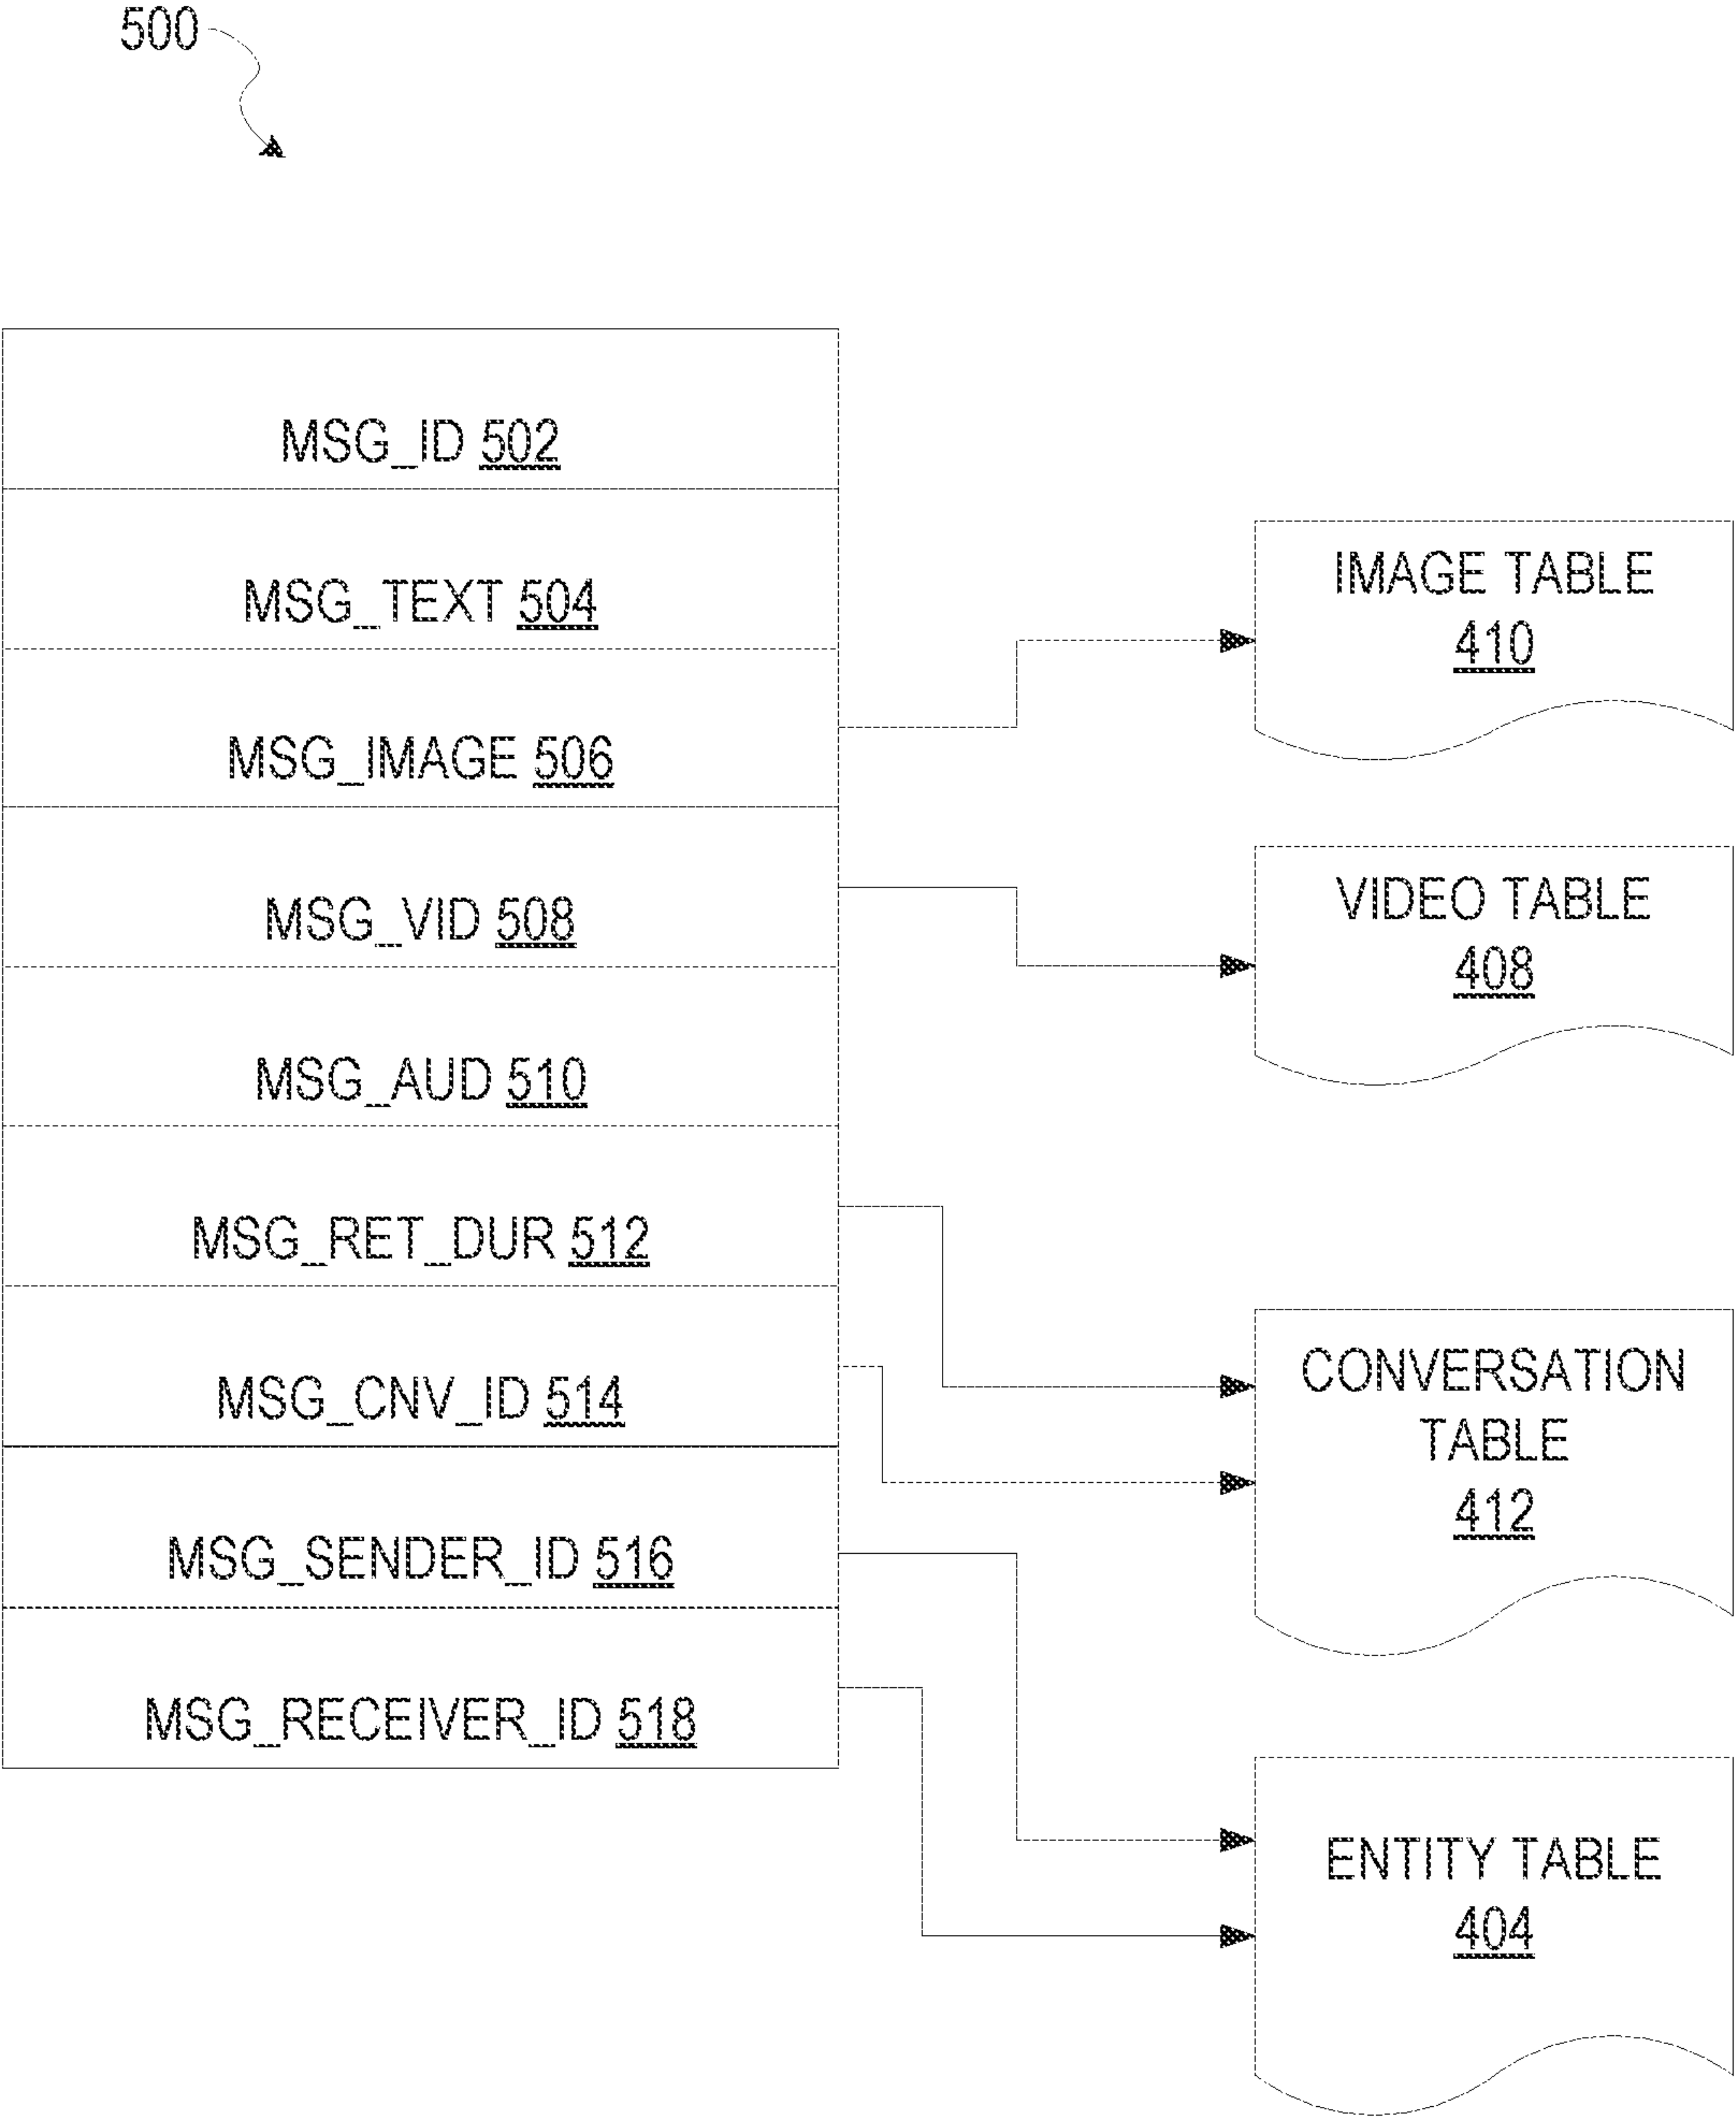 500
MSG_ID 502
MSG_TEXT 504
MSG_IMAGE 506
MSG_VID 508
MSG_AUD 510
MSG_RET_DUR 512
MSG_CNV_ID 514
MSG_SENDER_ID 516
MSG_RECEIVER_ID 518
IMAGE TABLE
410
VIDEO TABLE
408
CONVERSATION
TABLE
412
ENTITY TABLE
404